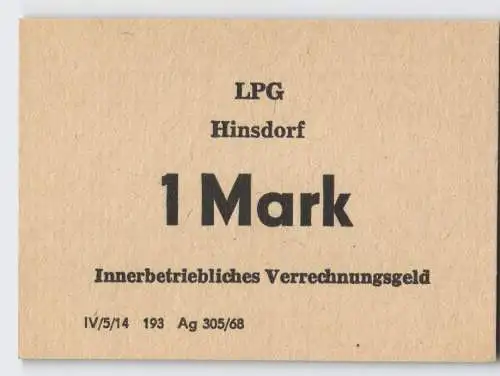 LPG
Hinsdorf
1 Mark
Innerbetriebliches Verrechnungsgeld
IV/5/14 193 Ag 305/68